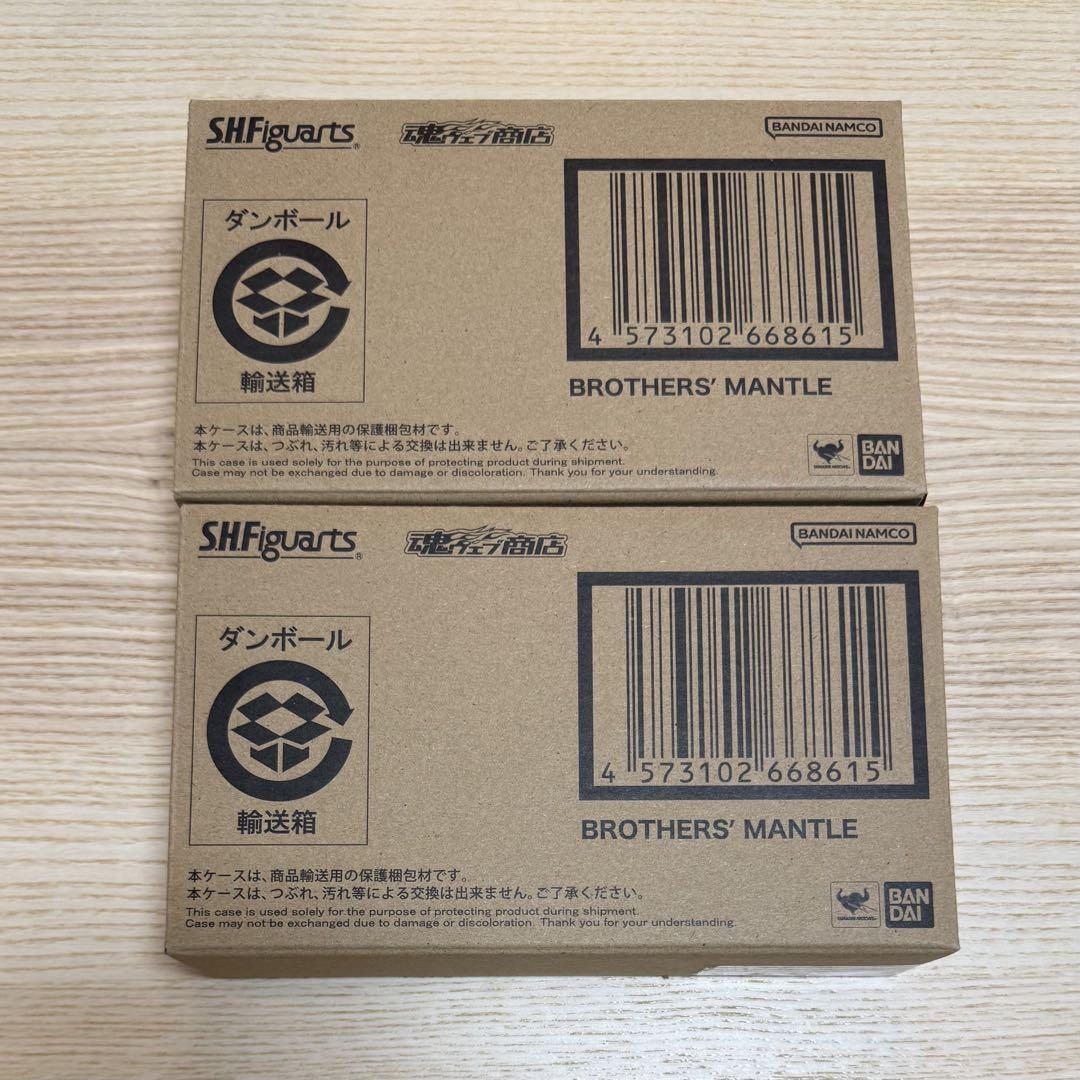 S.H.Figuarts®
魂ウェブ商店
BANDAI NAMCO
ダンボール
輸送箱
4 573102 668615
BROTHERS’ MANTLE
本ケースは、商品輸送用の保護梱包材です。
本ケースは、つぶれ、汚れ等による交換は出来ません。ご了承ください。
This case is used solely for the purpose of protecting product during shipment.
Case may not be exchanged due to damage or discoloration. Thank you for your understanding.
TAMASHII NATIONS
BAN
DAI
S.H.Figuarts®
魂ウェブ商店
BANDAI NAMCO
ダンボール
輸送箱
4 573102 668615
BROTHERS’ MANTLE
本ケースは、商品輸送用の保護梱包材です。
本ケースは、つぶれ、汚れ等による交換は出来ません。ご了承ください。
This case is used solely for the purpose of protecting product during shipment.
Case may not be exchanged due to damage or discoloration. Thank you for your understanding.
TAMASHII NATIONS
BAN
DAI